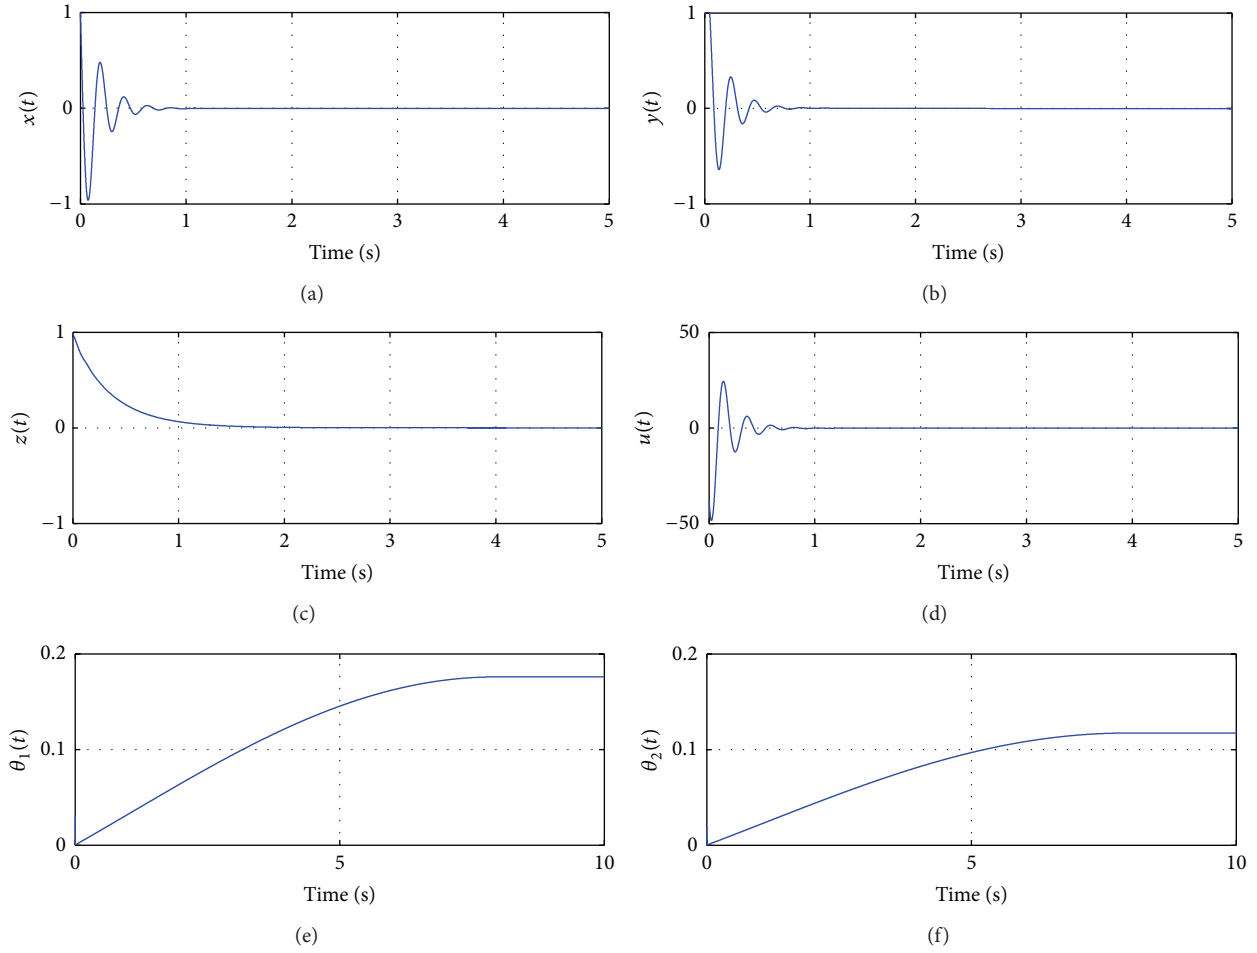 1
0
−1
x(t)
0 1 2 3 4 5
Time (s)
(a)
1
0
−1
y(t)
0 1 2 3 4 5
Time (s)
(b)
1
0
−1
z(t)
0 1 2 3 4 5
Time (s)
(c)
50
0
−50
u(t)
0 1 2 3 4 5
Time (s)
(d)
0.2
0.1
0
θ₁(t)
0 5 10
Time (s)
(e)
0.2
0.1
0
θ₂(t)
0 5 10
Time (s)
(f)